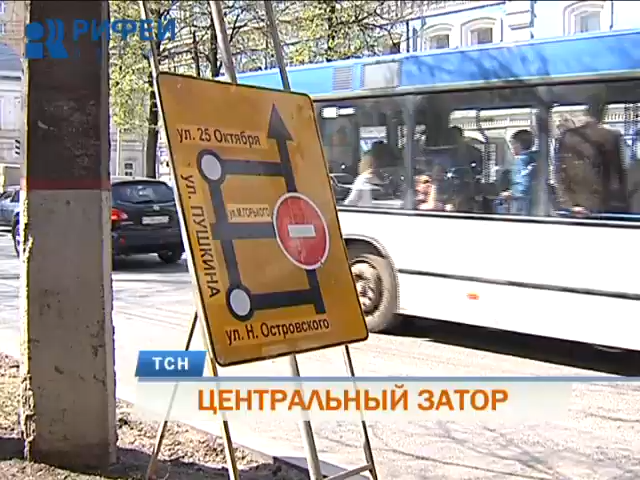 РИФЕЙ
ул. 25 Октября
ул. М.ГОРЬКОГО
ул. ПУШКИНА
ул. Н. Островского
ТСН
ЦЕНТРАЛЬНЫЙ ЗАТОР